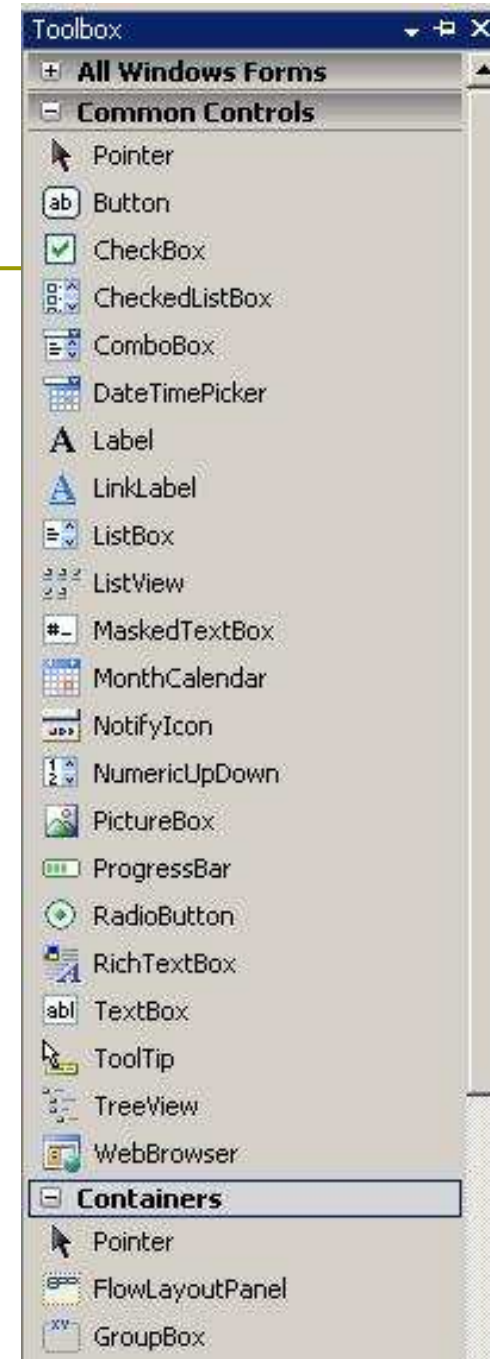 Toolbox
All Windows Forms
Common Controls
Pointer
ab Button
CheckBox
CheckedListBox
ComboBox
DateTimePicker
A Label
A LinkLabel
ListBox
ListView
#_ MaskedTextBox
MonthCalendar
NotifyIcon
NumericUpDown
PictureBox
ProgressBar
RadioButton
RichTextBox
abl TextBox
ToolTip
TreeView
WebBrowser
Containers
Pointer
FlowLayoutPanel
XY GroupBox